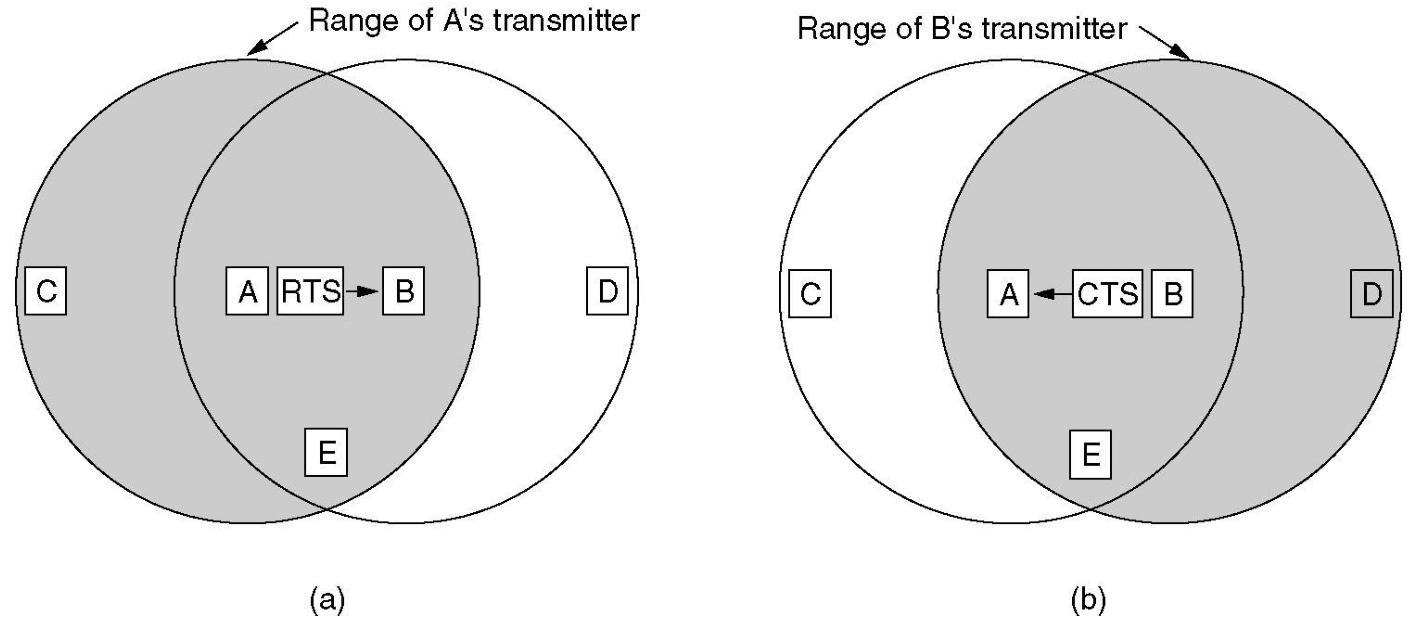 Range of A's transmitter
C
A
RTS
B
D
E
(a)
Range of B's transmitter
C
A
CTS
B
D
E
(b)